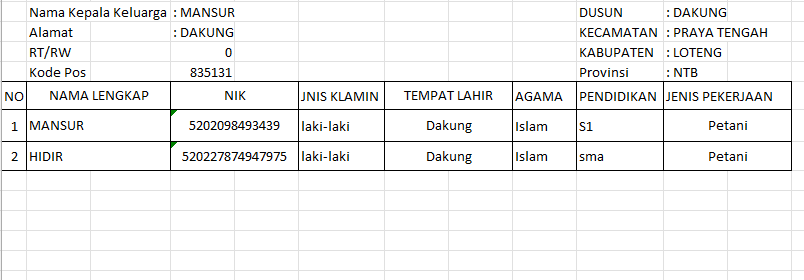 Nama Kepala Keluarga : MANSUR DUSUN : DAKUNG
Alamat : DAKUNG KECAMATAN : PRAYA TENGAH
RT/RW 0 KABUPATEN : LOTENG
Kode Pos 835131 Provinsi : NTB
NO NAMA LENGKAP NIK JNIS KLAMIN TEMPAT LAHIR AGAMA PENDIDIKAN JENIS PEKERJAAN
1 MANSUR 5202098493439 laki-laki Dakung Islam S1 Petani
2 HIDIR 520227874947975 laki-laki Dakung Islam sma Petani